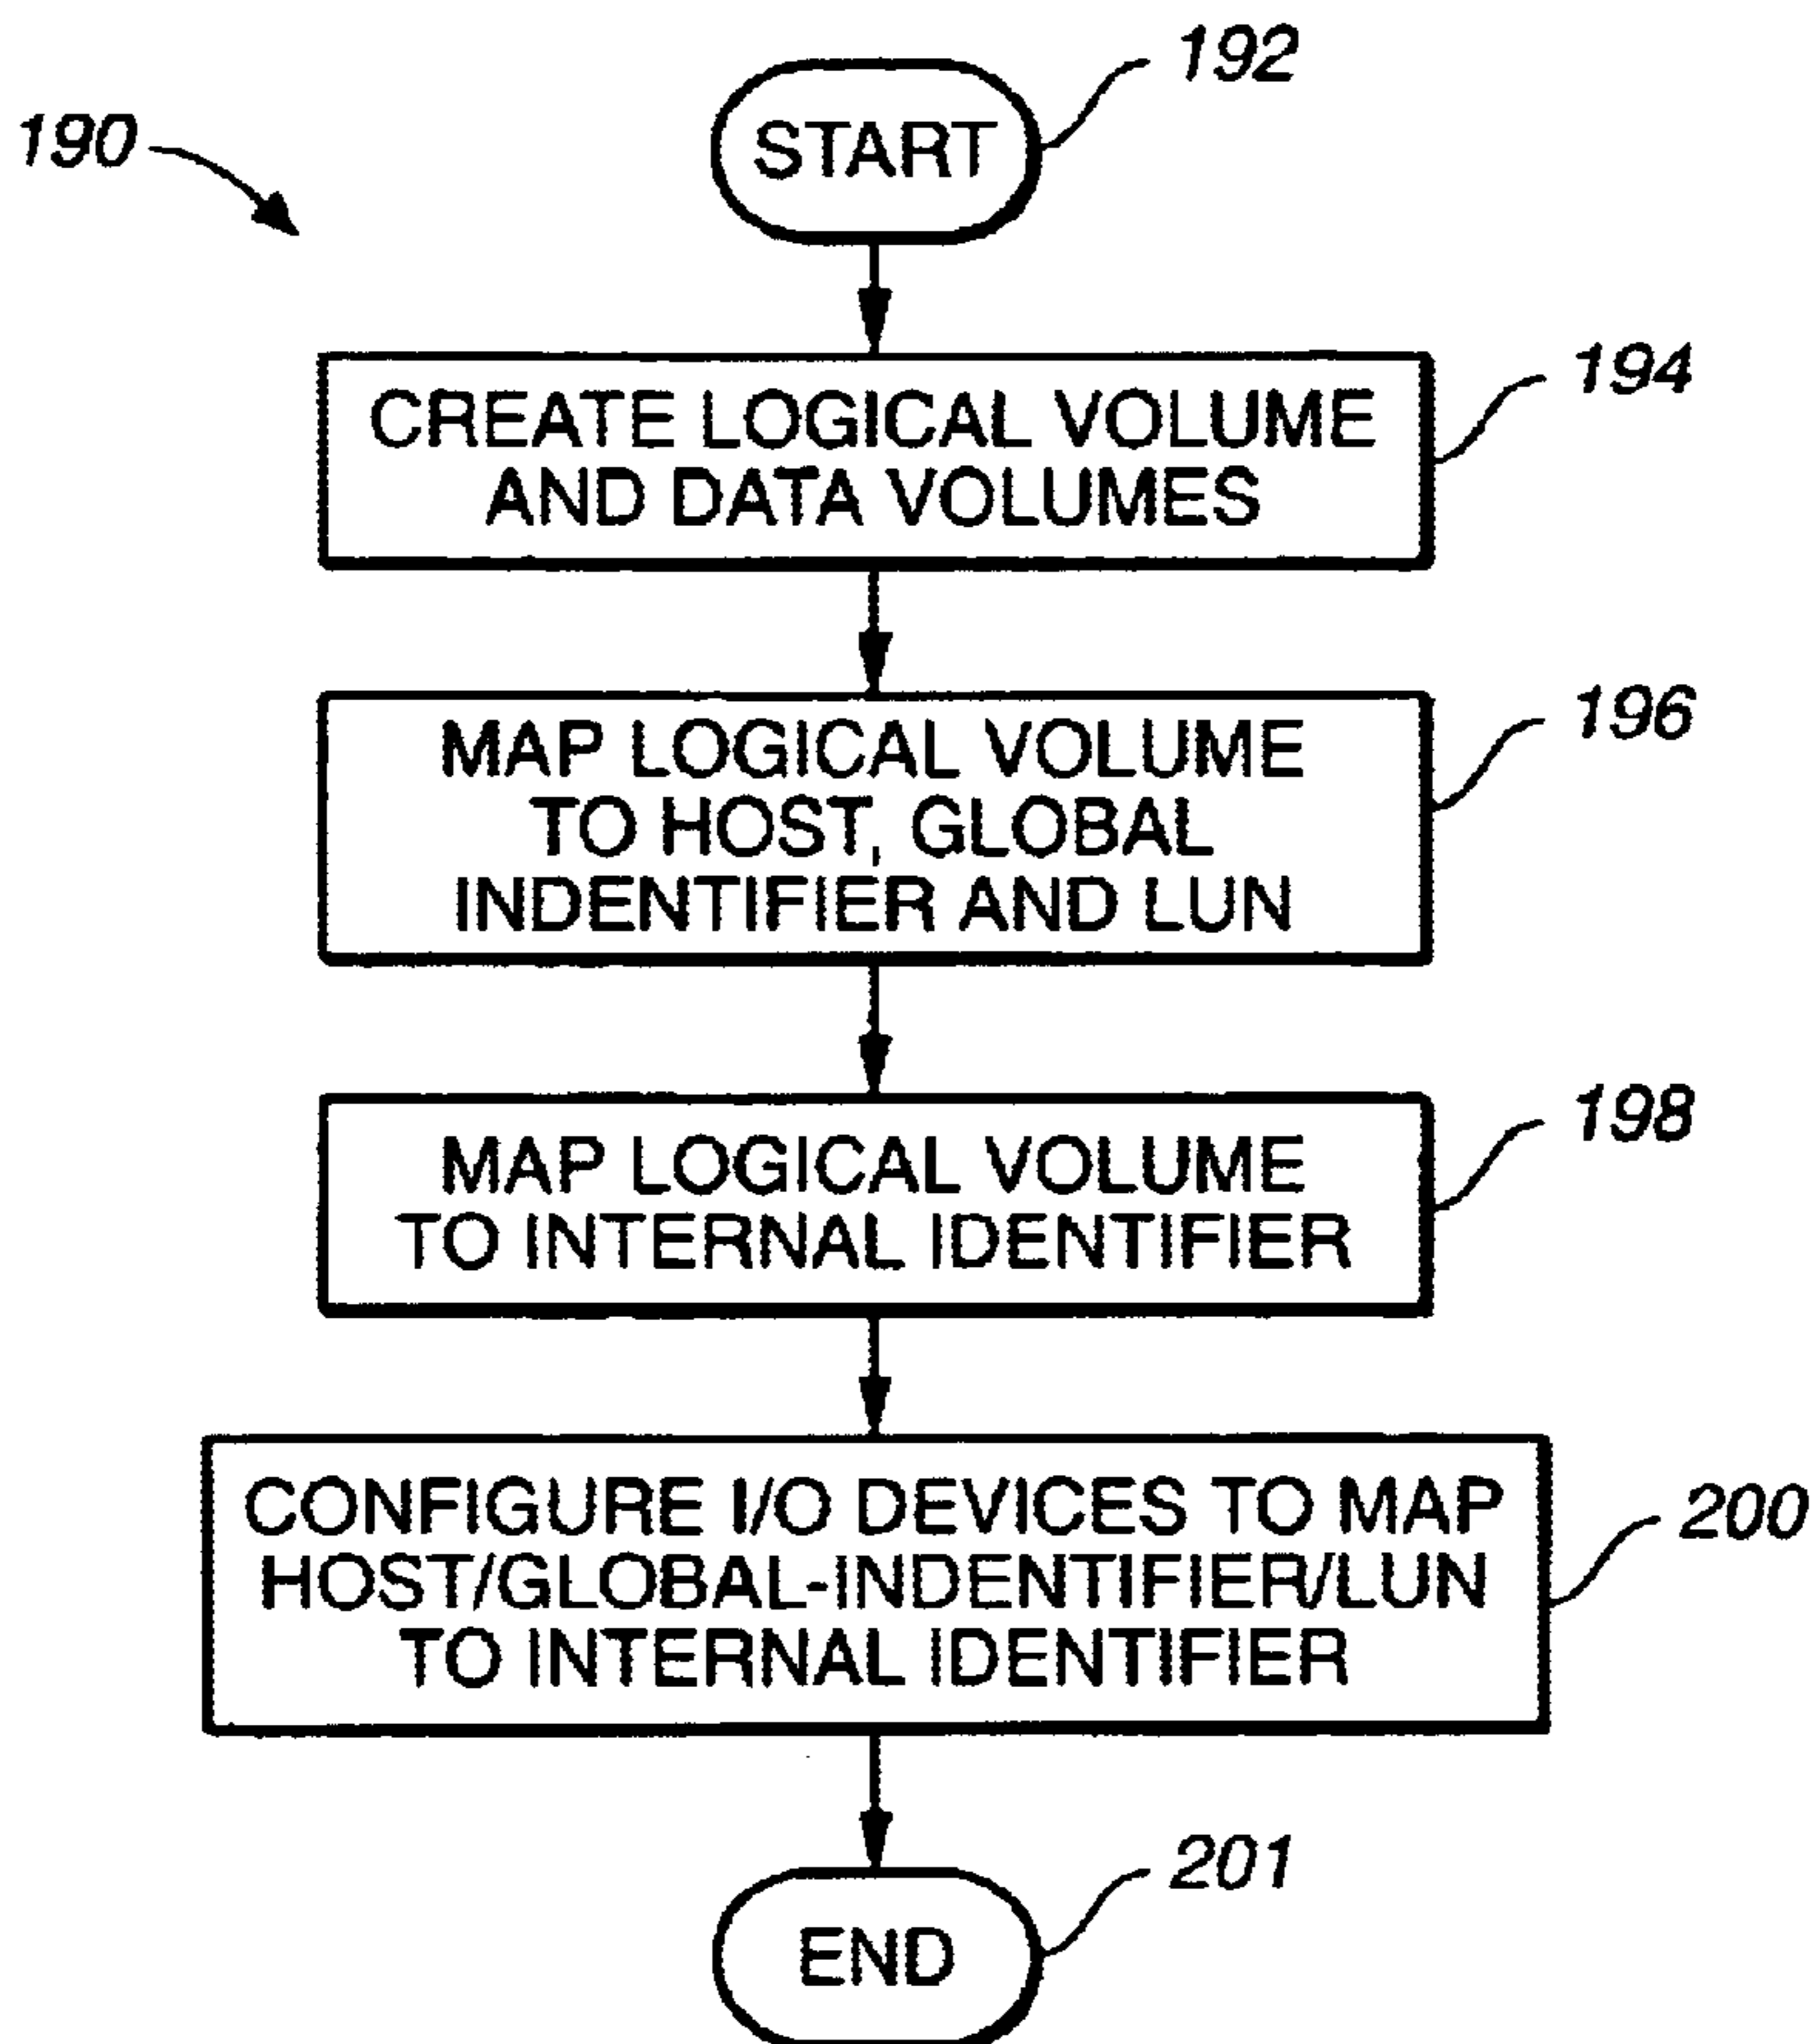 192
190
START
194
CREATE LOGICAL VOLUME
AND DATA VOLUMES
196
MAP LOGICAL VOLUME
TO HOST, GLOBAL
INDENTIFIER AND LUN
198
MAP LOGICAL VOLUME
TO INTERNAL IDENTIFIER
200
CONFIGURE I/O DEVICES TO MAP
HOST/GLOBAL-INDENTIFIER/LUN
TO INTERNAL IDENTIFIER
201
END